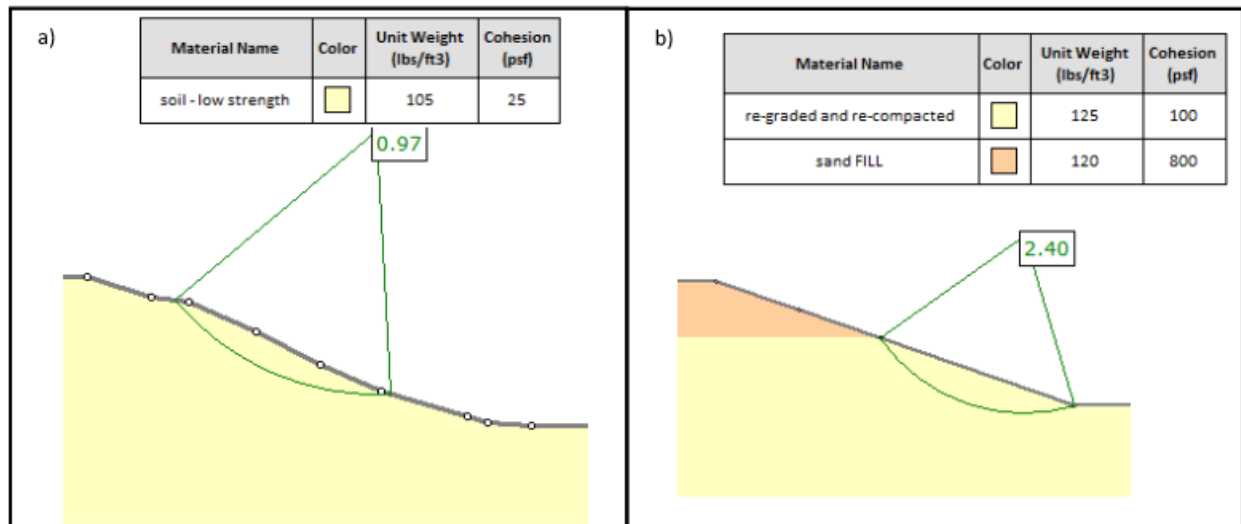 a)
Material Name Color Unit Weight (lbs/ft3) Cohesion (psf)
soil - low strength 105 25
0.97
b)
Material Name Color Unit Weight (lbs/ft3) Cohesion (psf)
re-graded and re-compacted 125 100
sand FILL 120 800
2.40